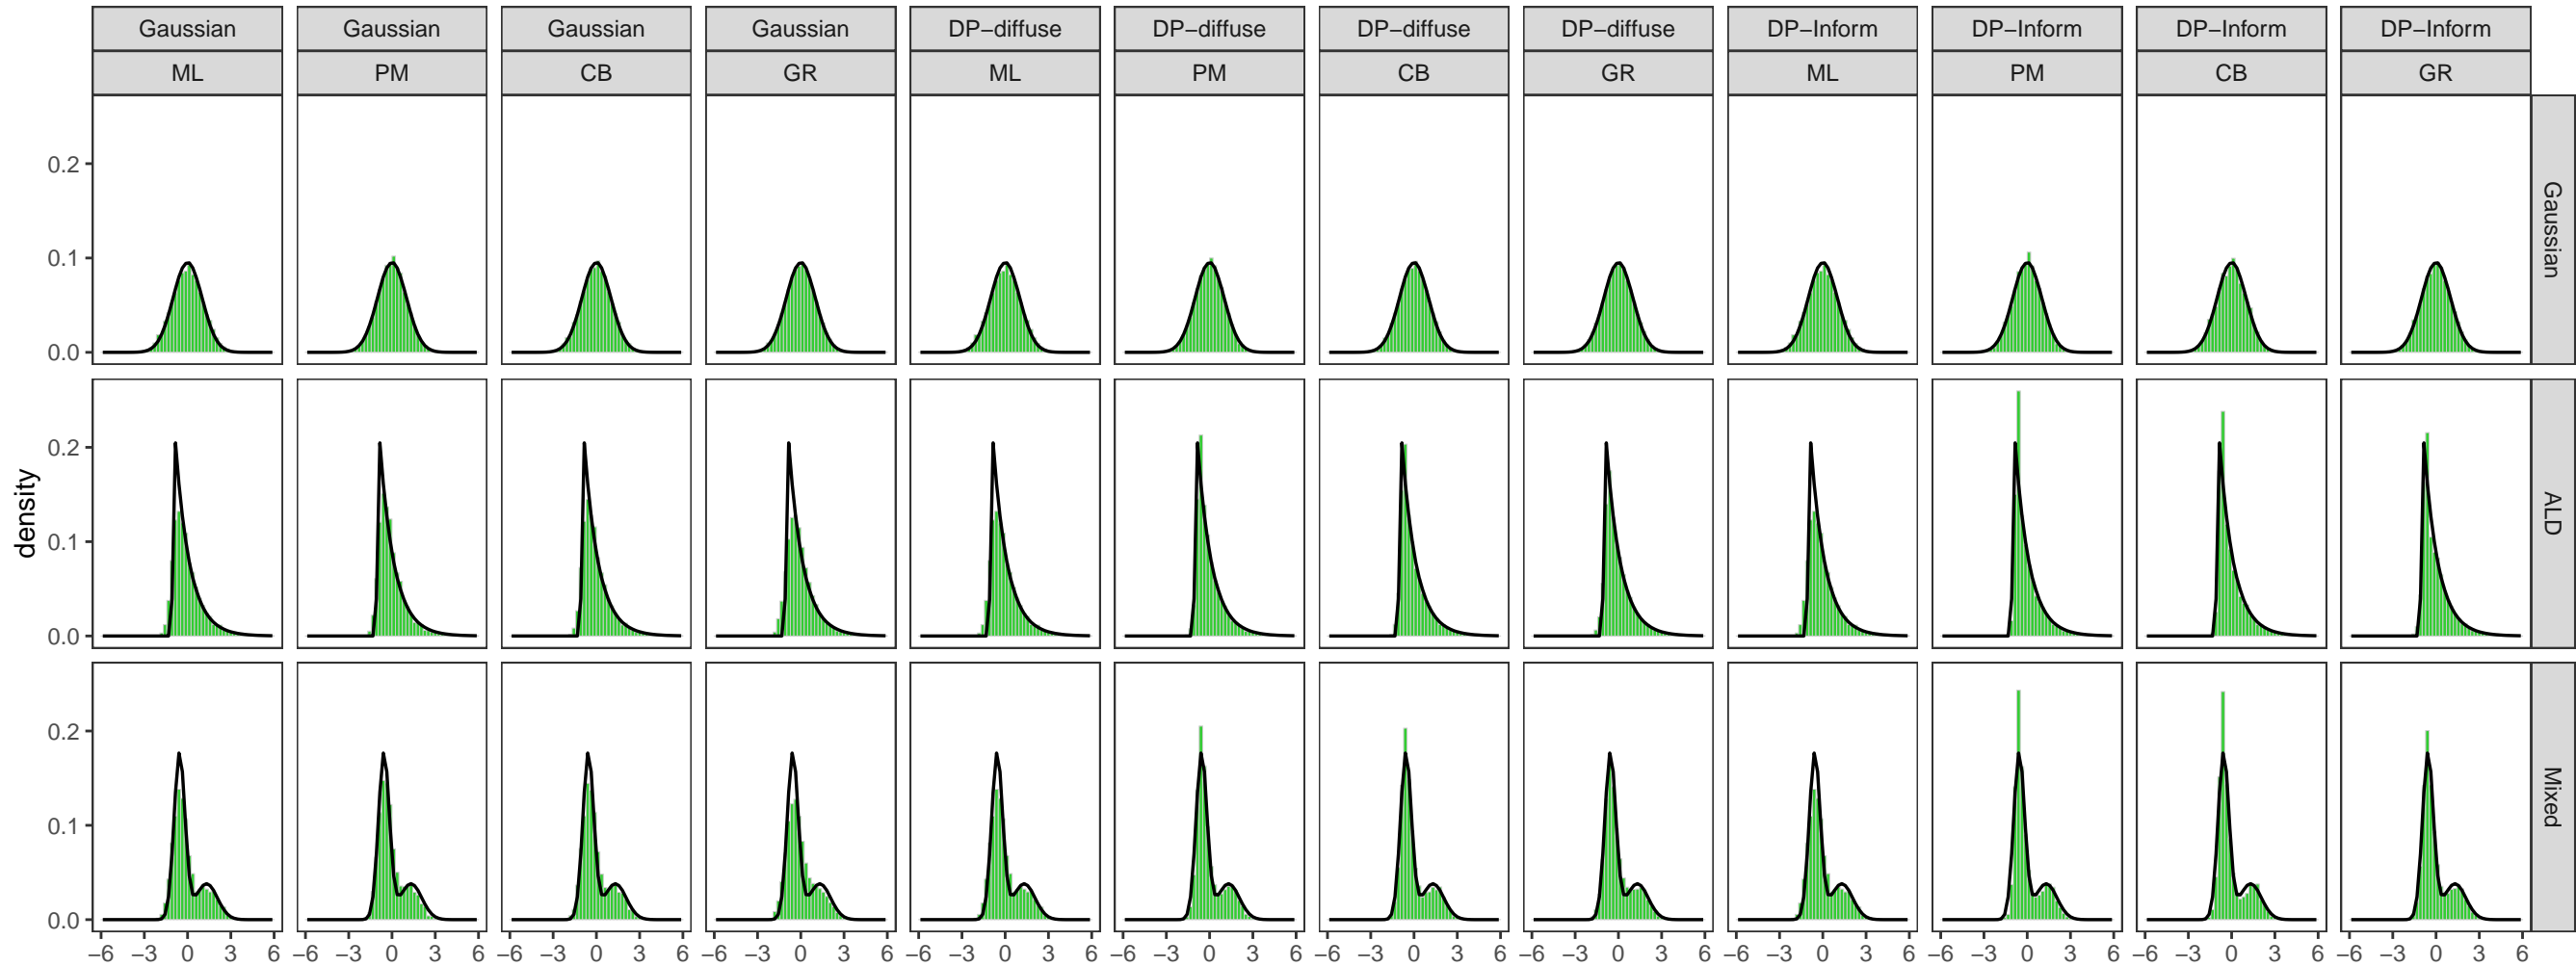 Gaussian Gaussian Gaussian Gaussian DP−diffuse DP−diffuse DP−diffuse DP−diffuse DP−Inform DP−Inform DP−Inform DP−Inform
ML PM CB GR ML PM CB GR ML PM CB GR
0.2
0.1
0.0
Gaussian
0.2
0.1
0.0
ALD
density
0.2
0.1
0.0
Mixed
−6 −3 0 3 6 −6 −3 0 3 6 −6 −3 0 3 6 −6 −3 0 3 6 −6 −3 0 3 6 −6 −3 0 3 6 −6 −3 0 3 6 −6 −3 0 3 6 −6 −3 0 3 6 −6 −3 0 3 6 −6 −3 0 3 6 −6 −3 0 3 6